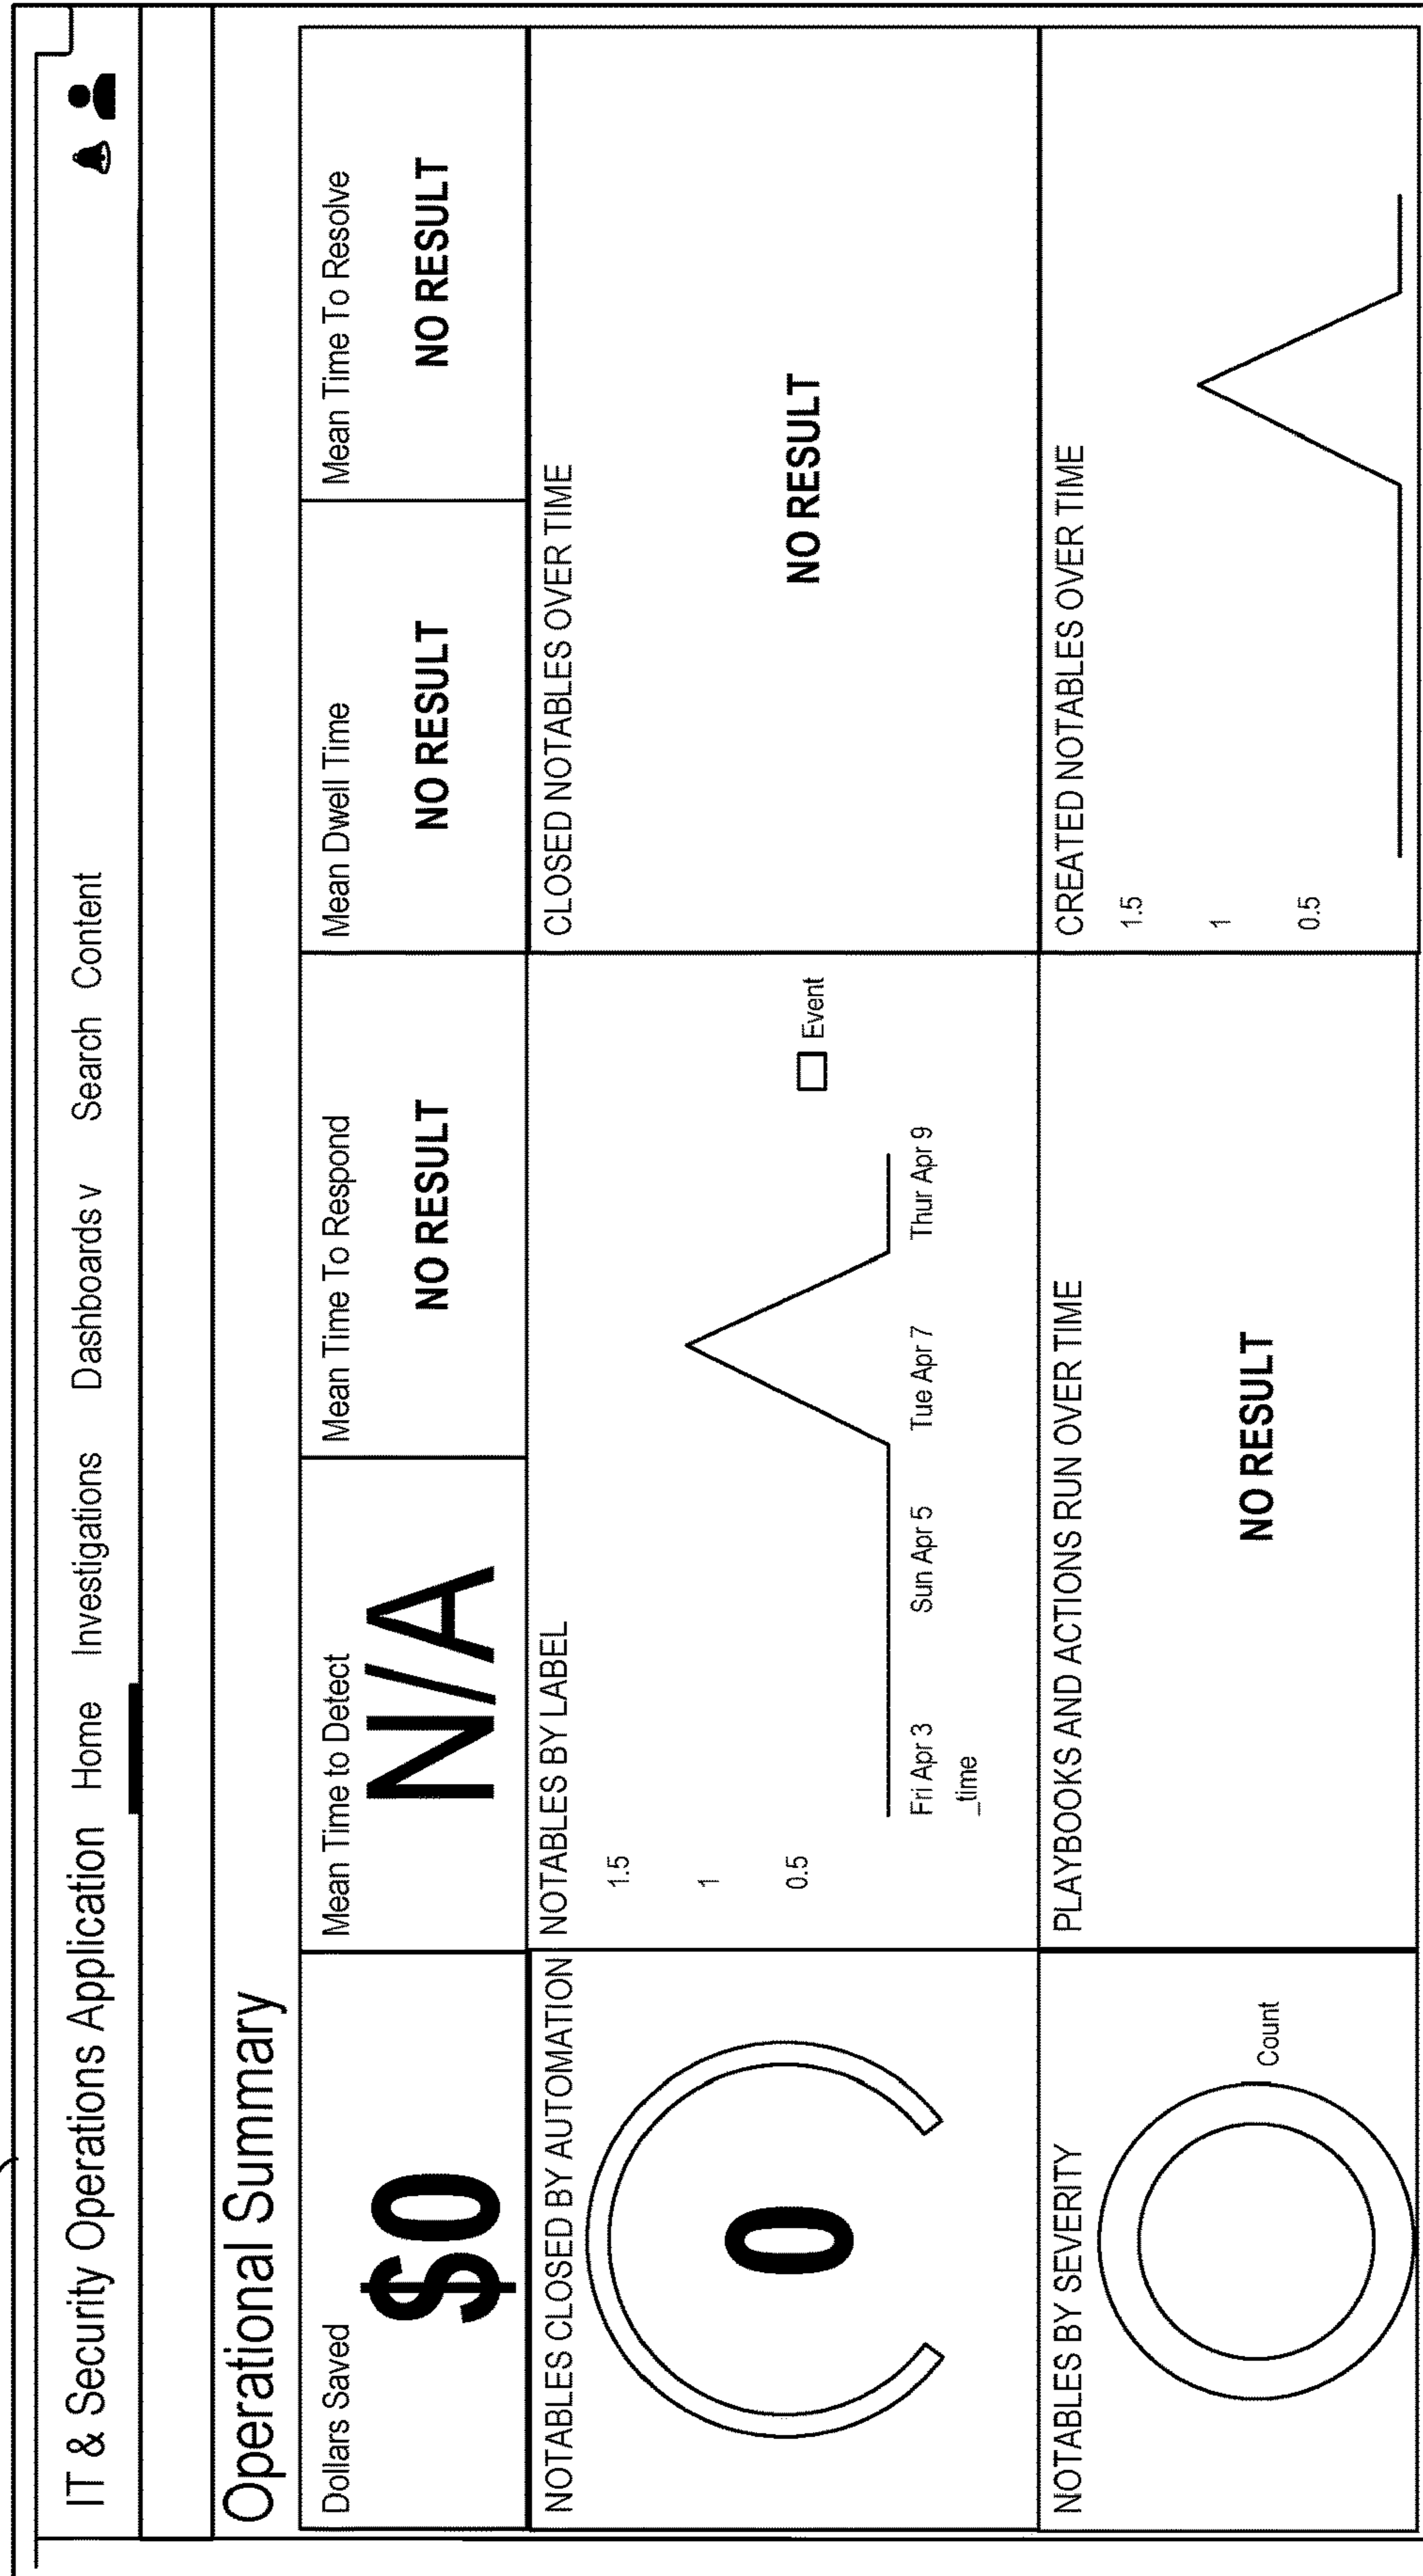 IT & Security Operations Application Home Investigations Dashboards v Search Content
Operational Summary
Dollars Saved
$0
Mean Time to Detect
N/A
Mean Time To Respond
NO RESULT
Mean Dwell Time
NO RESULT
Mean Time To Resolve
NO RESULT
NOTABLES CLOSED BY AUTOMATION
0
NOTABLES BY LABEL
1.5
1
0.5
Event
Fri Apr 3 Sun Apr 5 Tue Apr 7 Thur Apr 9
_time
CLOSED NOTABLES OVER TIME
NO RESULT
NOTABLES BY SEVERITY
Count
PLAYBOOKS AND ACTIONS RUN OVER TIME
NO RESULT
CREATED NOTABLES OVER TIME
1.5
1
0.5